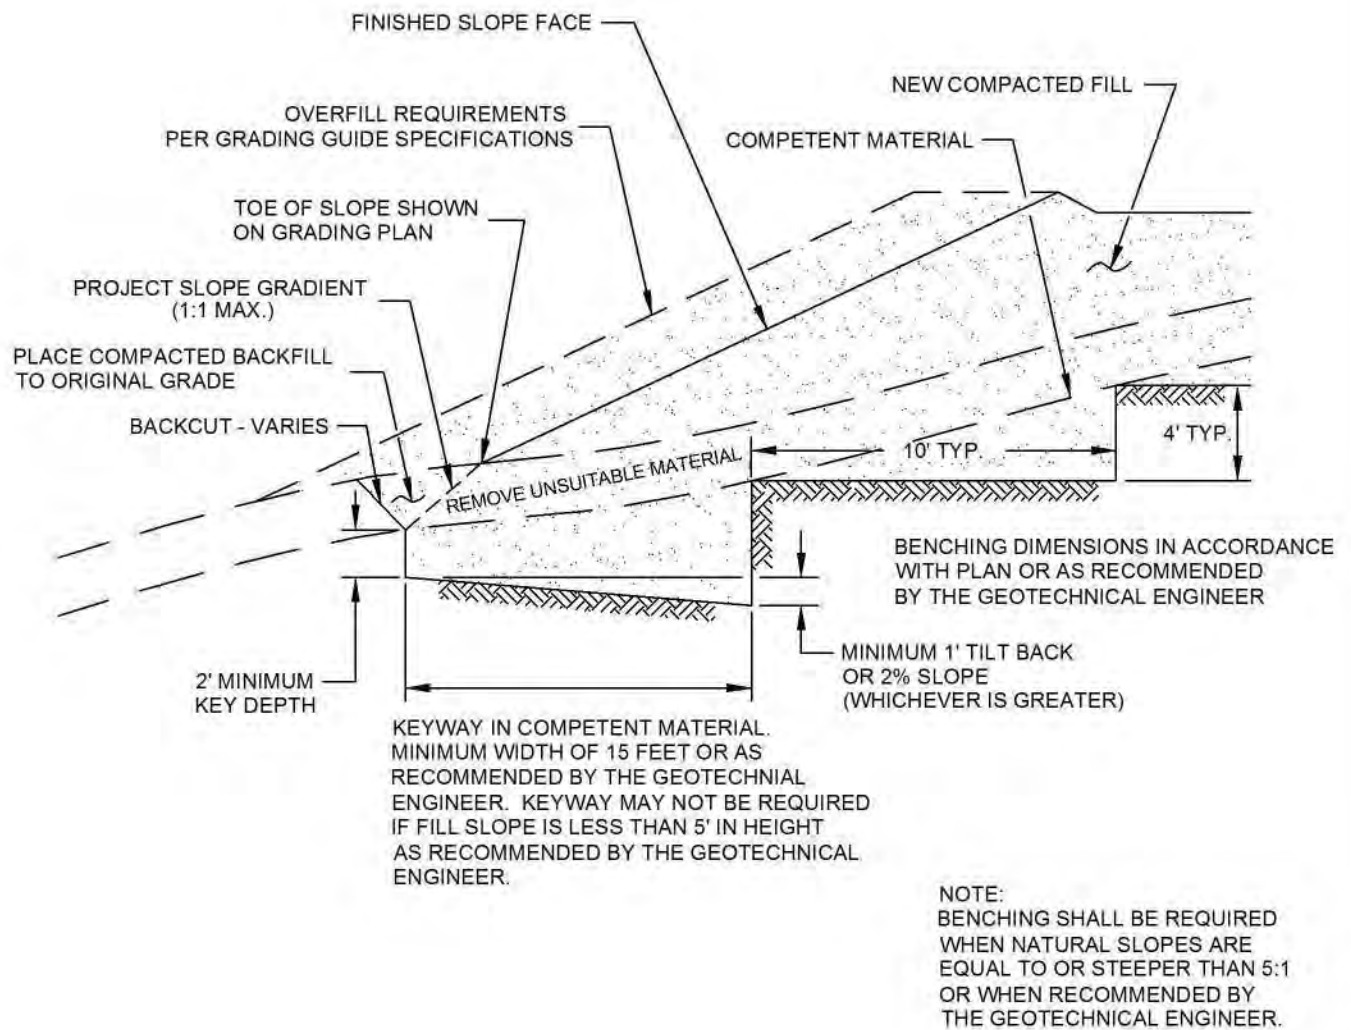 FINISHED SLOPE FACE
NEW COMPACTED FILL
OVERFILL REQUIREMENTS
PER GRADING GUIDE SPECIFICATIONS
COMPETENT MATERIAL
TOE OF SLOPE SHOWN
ON GRADING PLAN
PROJECT SLOPE GRADIENT
(1:1 MAX.)
PLACE COMPACTED BACKFILL
TO ORIGINAL GRADE
BACKCUT - VARIES
REMOVE UNSUITABLE MATERIAL
10' TYP.
4' TYP.
BENCHING DIMENSIONS IN ACCORDANCE
WITH PLAN OR AS RECOMMENDED
BY THE GEOTECHNICAL ENGINEER
2' MINIMUM
KEY DEPTH
MINIMUM 1' TILT BACK
OR 2% SLOPE
(WHICHEVER IS GREATER)
KEYWAY IN COMPETENT MATERIAL.
MINIMUM WIDTH OF 15 FEET OR AS
RECOMMENDED BY THE GEOTECHNIAL
ENGINEER. KEYWAY MAY NOT BE REQUIRED
IF FILL SLOPE IS LESS THAN 5' IN HEIGHT
AS RECOMMENDED BY THE GEOTECHNICAL
ENGINEER.
NOTE:
BENCHING SHALL BE REQUIRED
WHEN NATURAL SLOPES ARE
EQUAL TO OR STEEPER THAN 5:1
OR WHEN RECOMMENDED BY
THE GEOTECHNICAL ENGINEER.